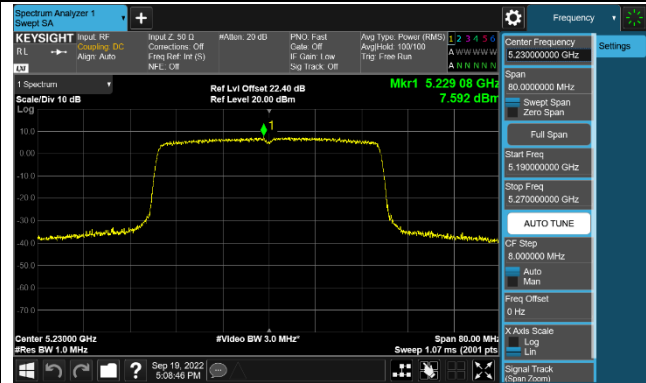 Spectrum Analyzer 1
Swept SA
Frequency
KEYSIGHT
RL
LXI
Input: RF
Coupling: DC
Align: Auto
Input Z: 50 Ω
Corrections: Off
Freq Ref: Int (S)
NFE: Off
#Atten: 20 dB
PNO: Fast
Gate: Off
IF Gain: Low
Sig Track: Off
Avg Type: Power (RMS)
Avg|Hold: 100/100
Trig: Free Run
1 2 3 4 5 6
A W W W W W
A N N N N N
1 Spectrum
Scale/Div 10 dB
Log
Ref Lvl Offset 22.40 dB
Ref Level 20.00 dBm
Mkr1 5.229 08 GHz
7.592 dBm
1
10.0
0.00
-10.0
-20.0
-30.0
-40.0
-50.0
-60.0
-70.0
Center 5.23000 GHz
#Res BW 1.0 MHz
#Video BW 3.0 MHz*
Span 80.00 MHz
Sweep 1.07 ms (2001 pts)
Sep 19, 2022
5:08:46 PM
?
Center Frequency
5.230000000 GHz
Span
80.0000000 MHz
Swept Span
Zero Span
Full Span
Start Freq
5.190000000 GHz
Stop Freq
5.270000000 GHz
AUTO TUNE
CF Step
8.000000 MHz
Auto
Man
Freq Offset
0 Hz
X Axis Scale
Log
Lin
Signal Track
(Span Zoom)
Settings